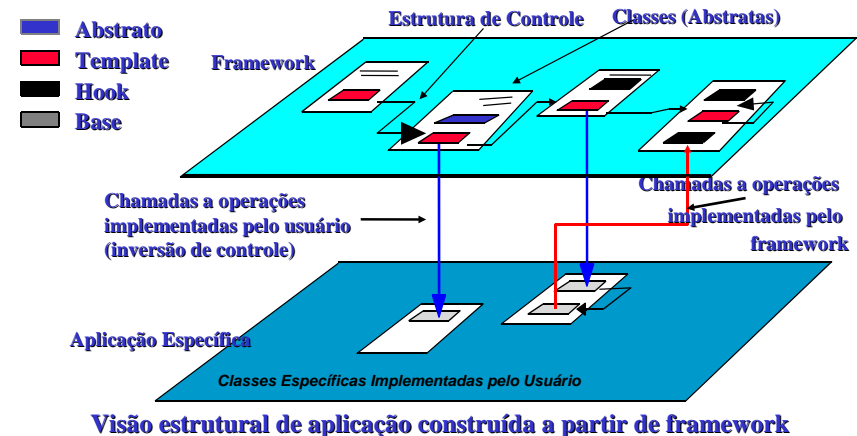 Abstrato
Template
Hook
Base
Estrutura de Controle
Classes (Abstratas)
Framework
Chamadas a operações
implementadas pelo usuário
(inversão de controle)
Chamadas a operações
implementadas pelo
framework
Aplicação Específica
Classes Específicas Implementadas pelo Usuário
Visão estrutural de aplicação construída a partir de framework